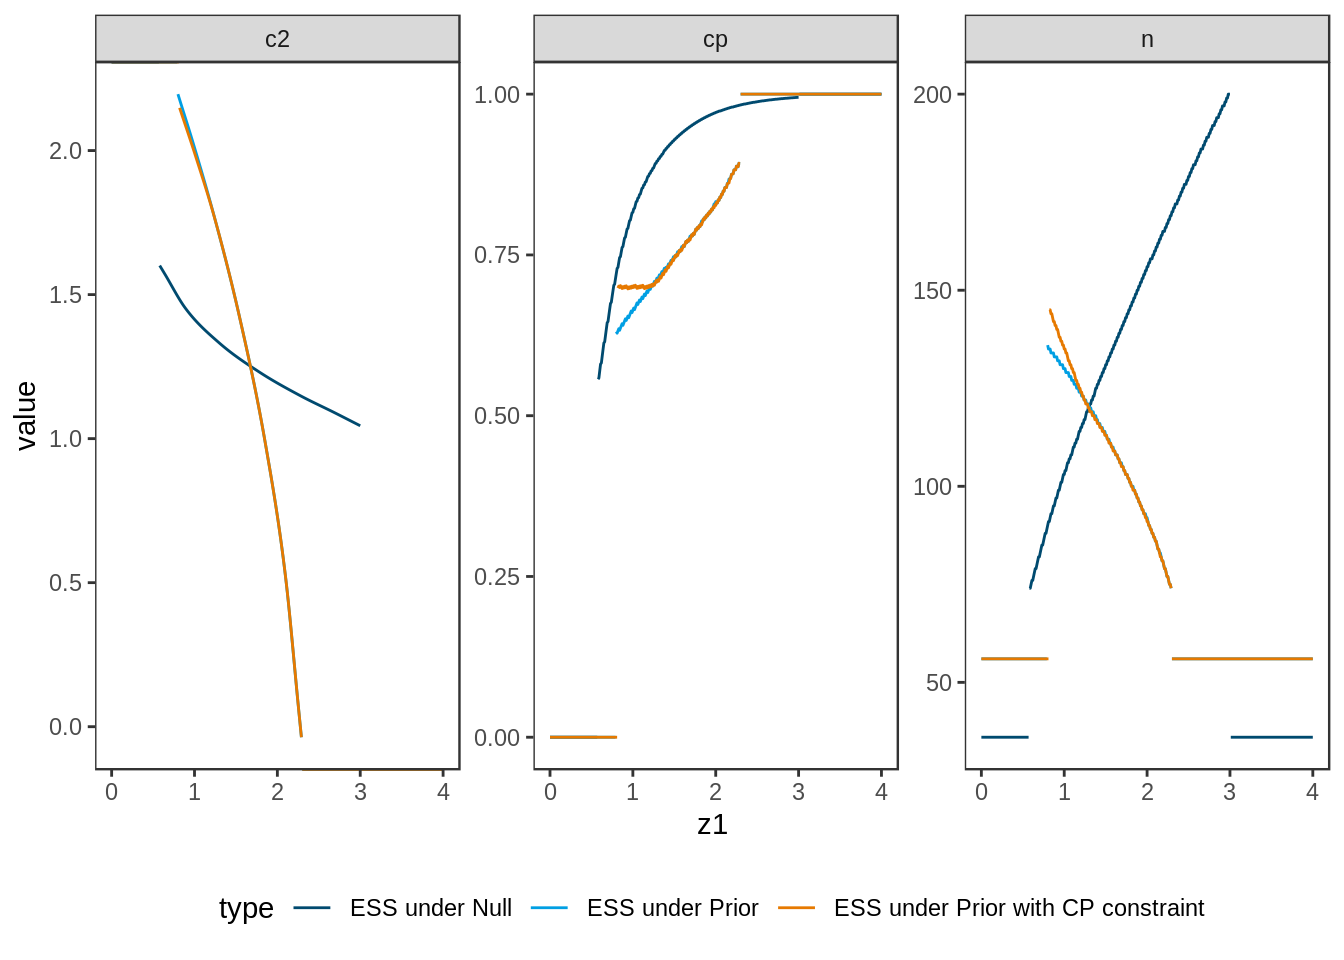 c2
cp
n
value
2.0
1.5
1.0
0.5
0.0
1.00
0.75
0.50
0.25
0.00
200
150
100
50
0 1 2 3 4
0 1 2 3 4
0 1 2 3 4
z1
type ESS under Null ESS under Prior ESS under Prior with CP constraint